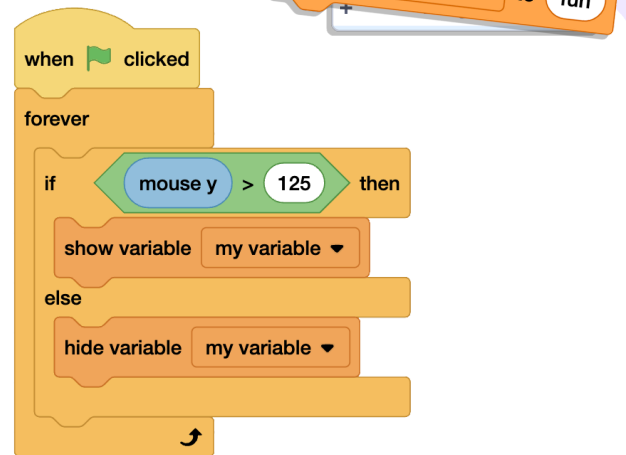 when clicked
forever
if mouse y > 125 then
show variable my variable
else
hide variable my variable